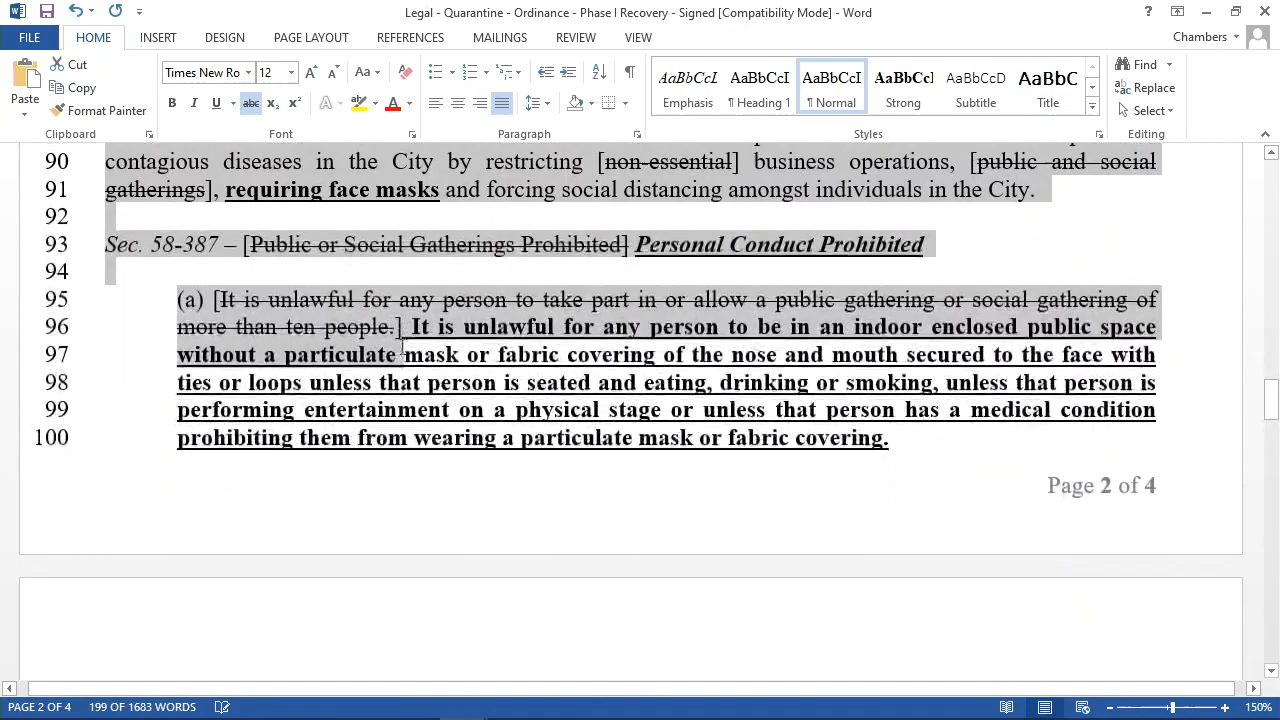 Legal - Quarantine - Ordinance - Phase I Recovery - Signed [Compatibility Mode] - Word
FILE HOME INSERT DESIGN PAGE LAYOUT REFERENCES MAILINGS REVIEW VIEW Chambers
Paste Cut Copy Format Painter
Times New Ro 12
B I U abc x₂ x² A A
AaBbCcI AaBbCcI AaBbCcI AaBbCcI AaBbCcD AaBbC
Emphasis ¶ Heading 1 ¶ Normal Strong Subtitle Title
Find Replace Select
Clipboard Font Paragraph Styles Editing
90 contagious diseases in the City by restricting [non-essential] business operations, [public and social
91 gatherings], requiring face masks and forcing social distancing amongst individuals in the City.
92
93 Sec. 58-387 – [Public or Social Gatherings Prohibited] Personal Conduct Prohibited
94
95 (a) [It is unlawful for any person to take part in or allow a public gathering or social gathering of
96 more than ten people.] It is unlawful for any person to be in an indoor enclosed public space
97 without a particulate mask or fabric covering of the nose and mouth secured to the face with
98 ties or loops unless that person is seated and eating, drinking or smoking, unless that person is
99 performing entertainment on a physical stage or unless that person has a medical condition
100 prohibiting them from wearing a particulate mask or fabric covering.
Page 2 of 4
PAGE 2 OF 4 199 OF 1683 WORDS 150%